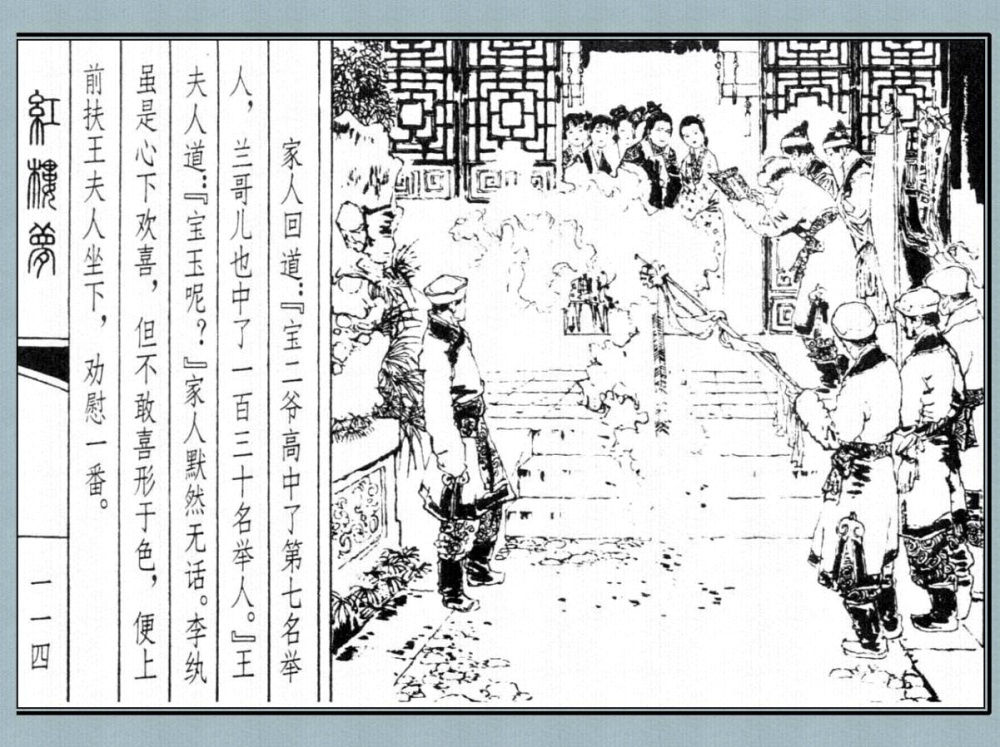 家人回道：『宝二爷高中了第七名举
人，兰哥儿也中了一百三十名举人。』王
夫人道：『宝玉呢？』家人默然无话。李纨
虽是心下欢喜，但不敢喜形于色，便上
前扶王夫人坐下，劝慰一番。
红楼梦
一一四